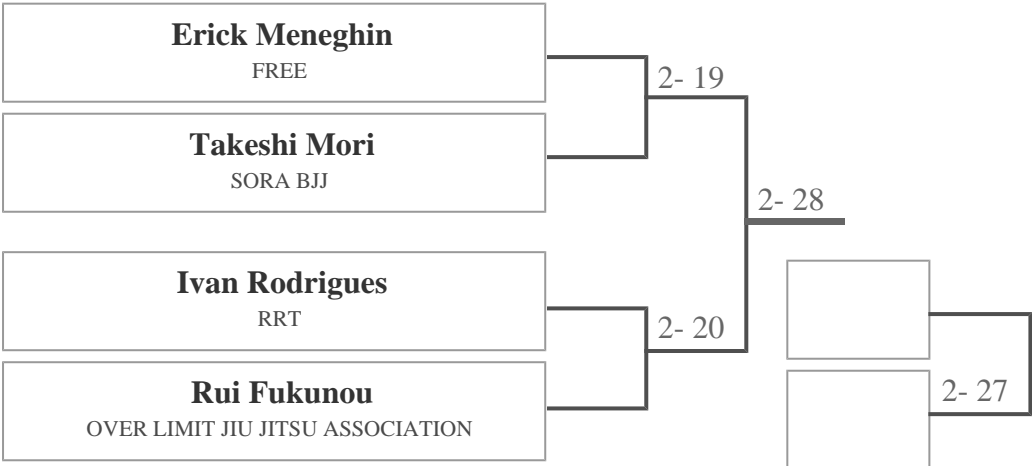 Erick Meneghin
FREE
2- 19
Takeshi Mori
SORA BJJ
2- 28
Ivan Rodrigues
RRT
2- 20
Rui Fukunou
OVER LIMIT JIU JITSU ASSOCIATION
2- 27